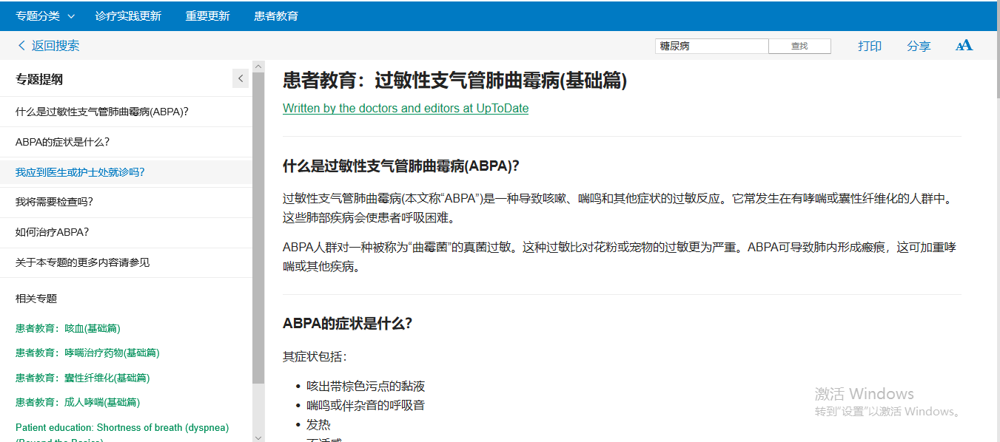 专题分类 诊疗实践更新 重要更新 患者教育
返回搜索 糖尿病 查找 打印 分享 AA
专题提纲
什么是过敏性支气管肺曲霉病(ABPA)?
ABPA的症状是什么?
我应到医生或护士处就诊吗?
我将需要检查吗?
如何治疗ABPA?
关于本专题的更多内容请参见
相关专题
患者教育：咳血(基础篇)
患者教育：哮喘治疗药物(基础篇)
患者教育：囊性纤维化(基础篇)
患者教育：成人哮喘(基础篇)
Patient education: Shortness of breath (dyspnea)
(Beyond the Basics)
患者教育：过敏性支气管肺曲霉病(基础篇)
Written by the doctors and editors at UpToDate
什么是过敏性支气管肺曲霉病(ABPA)?
过敏性支气管肺曲霉病(本文称“ABPA”)是一种导致咳嗽、喘鸣和其他症状的过敏反应。它常发生在有哮喘或囊性纤维化的人群中。
这些肺部疾病会使患者呼吸困难。
ABPA人群对一种被称为“曲霉菌”的真菌过敏。这种过敏比对花粉或宠物的过敏更为严重。ABPA可导致肺内形成瘢痕，这可加重哮
喘或其他疾病。
ABPA的症状是什么?
其症状包括：
• 咳出带棕色污点的黏液
• 喘鸣或伴杂音的呼吸音
• 发热
• 不适感
激活 Windows
转到“设置”以激活 Windows。